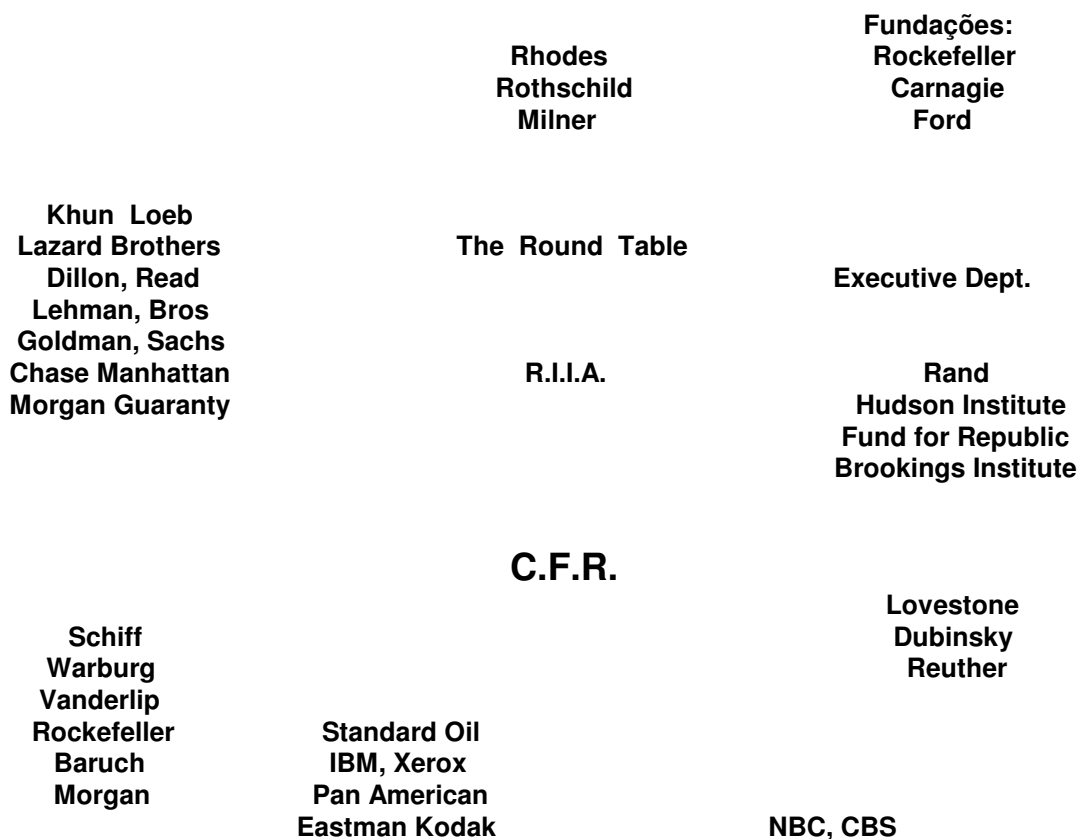 Fundações:
Rhodes Rockefeller
Rothschild Carnagie
Milner Ford
Khun Loeb
Lazard Brothers The Round Table
Dillon, Read Executive Dept.
Lehman, Bros
Goldman, Sachs
Chase Manhattan R.I.I.A. Rand
Morgan Guaranty Hudson Institute
Fund for Republic
Brookings Institute
C.F.R.
Lovestone
Schiff Dubinsky
Warburg Reuther
Vanderlip
Rockefeller Standard Oil
Baruch IBM, Xerox
Morgan Pan American
Eastman Kodak NBC, CBS